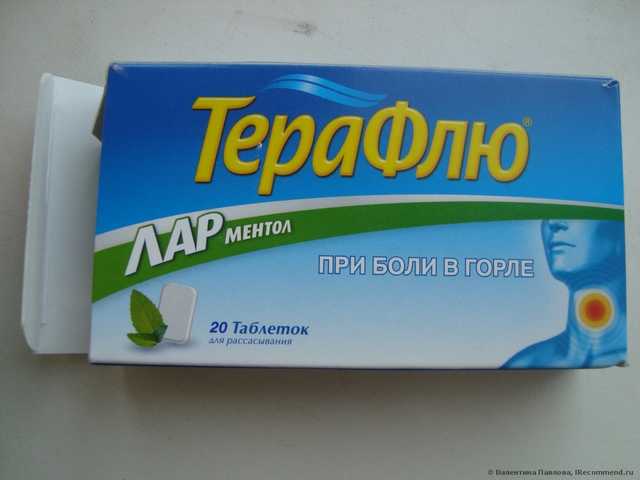 ТераФлю®
ЛАР МЕНТОЛ
ПРИ БОЛИ В ГОРЛЕ
20 Таблеток
для рассасывания
© Валентина Павлова, IRecommend.ru